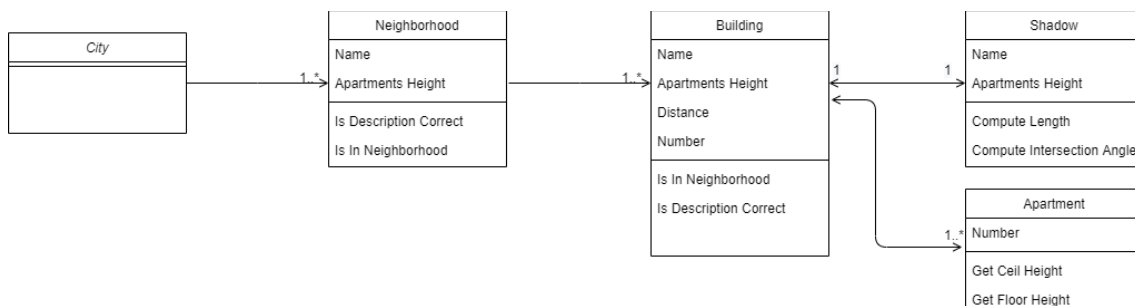 City
1..*
Neighborhood
Name
Apartments Height
Is Description Correct
Is In Neighborhood
1..*
Building
Name
Apartments Height
Distance
Number
Is In Neighborhood
Is Description Correct
1
1
Shadow
Name
Apartments Height
Compute Length
Compute Intersection Angle
1..*
Apartment
Number
Get Ceil Height
Get Floor Height